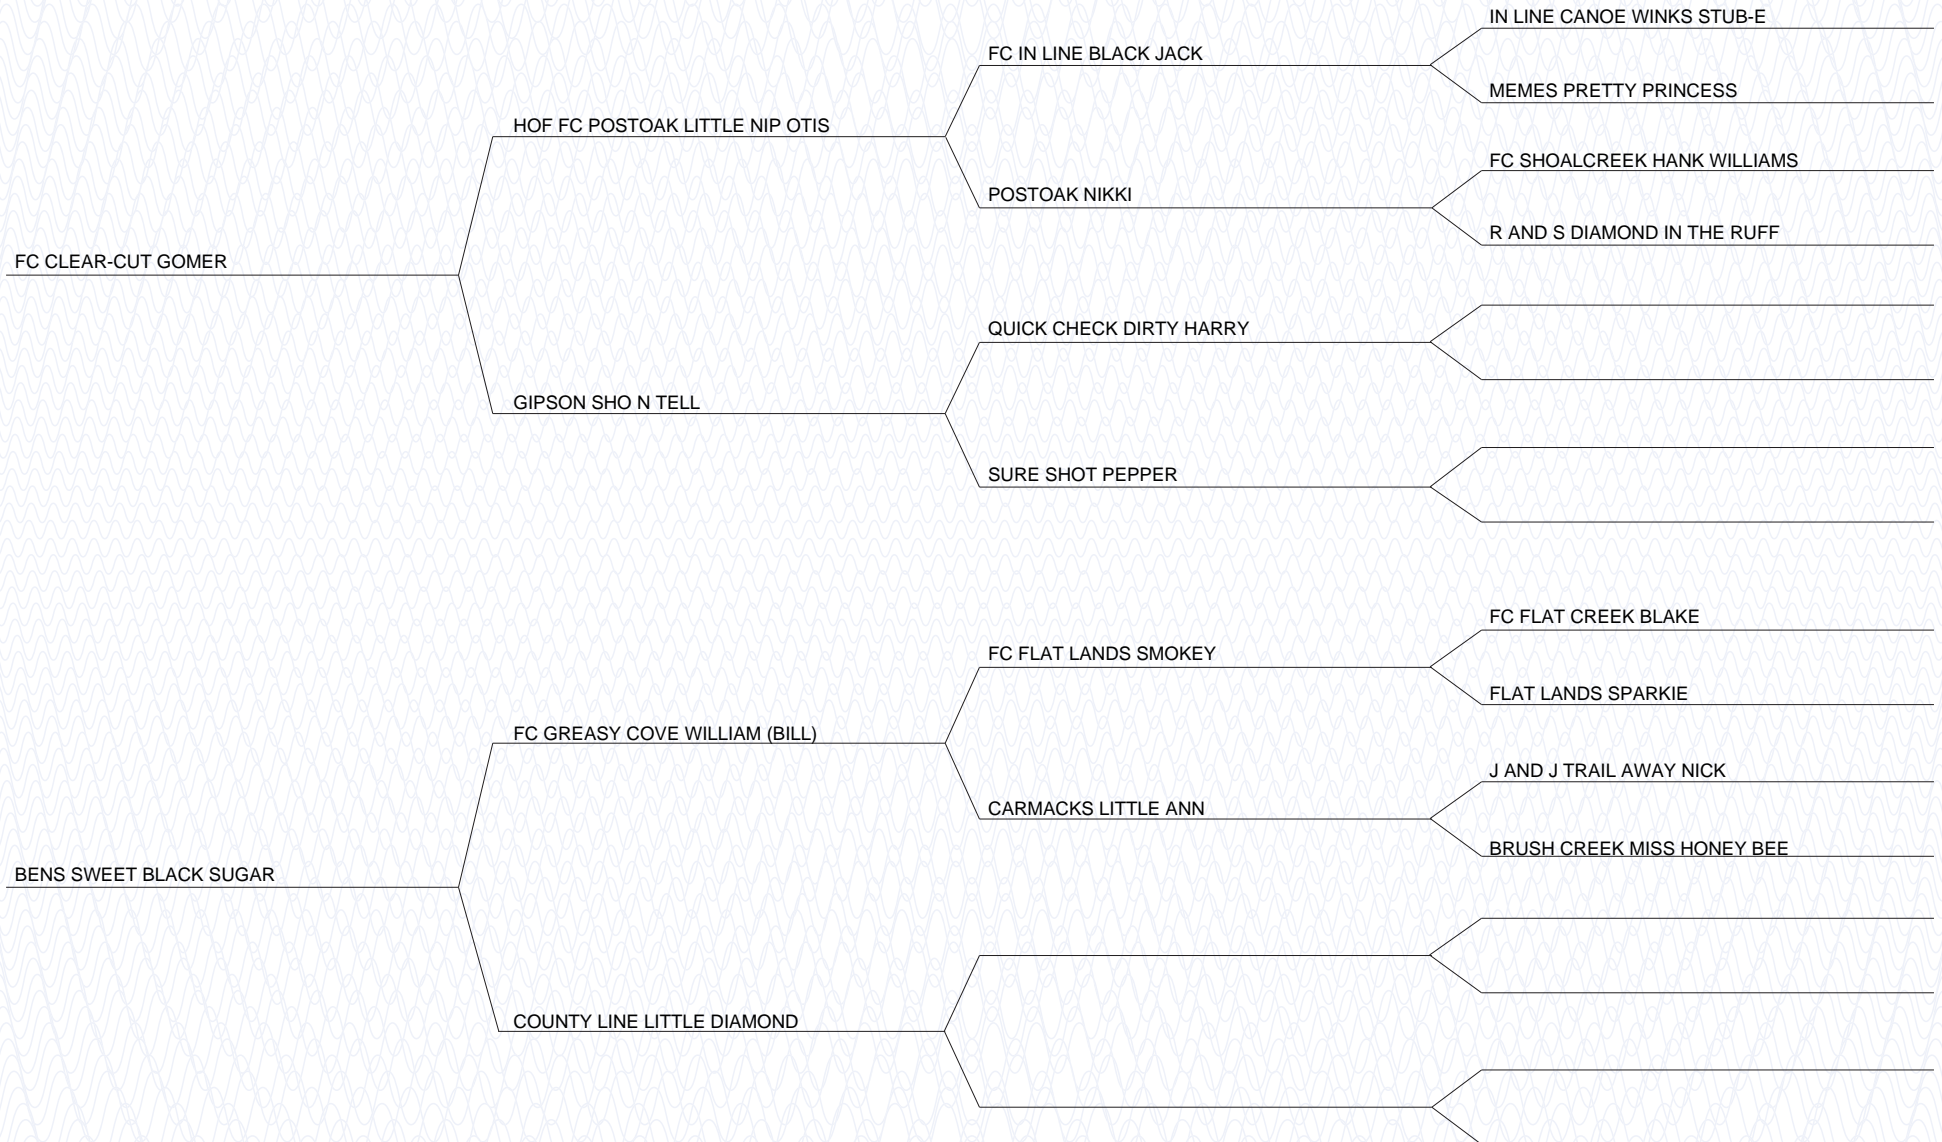 IN LINE CANOE WINKS STUB-E
FC IN LINE BLACK JACK
MEMES PRETTY PRINCESS
HOF FC POSTOAK LITTLE NIP OTIS
FC SHOALCREEK HANK WILLIAMS
POSTOAK NIKKI
R AND S DIAMOND IN THE RUFF
FC CLEAR-CUT GOMER
QUICK CHECK DIRTY HARRY
GIPSON SHO N TELL
SURE SHOT PEPPER
FC FLAT CREEK BLAKE
FC FLAT LANDS SMOKEY
FLAT LANDS SPARKIE
FC GREASY COVE WILLIAM (BILL)
J AND J TRAIL AWAY NICK
CARMACKS LITTLE ANN
BRUSH CREEK MISS HONEY BEE
BENS SWEET BLACK SUGAR
COUNTY LINE LITTLE DIAMOND